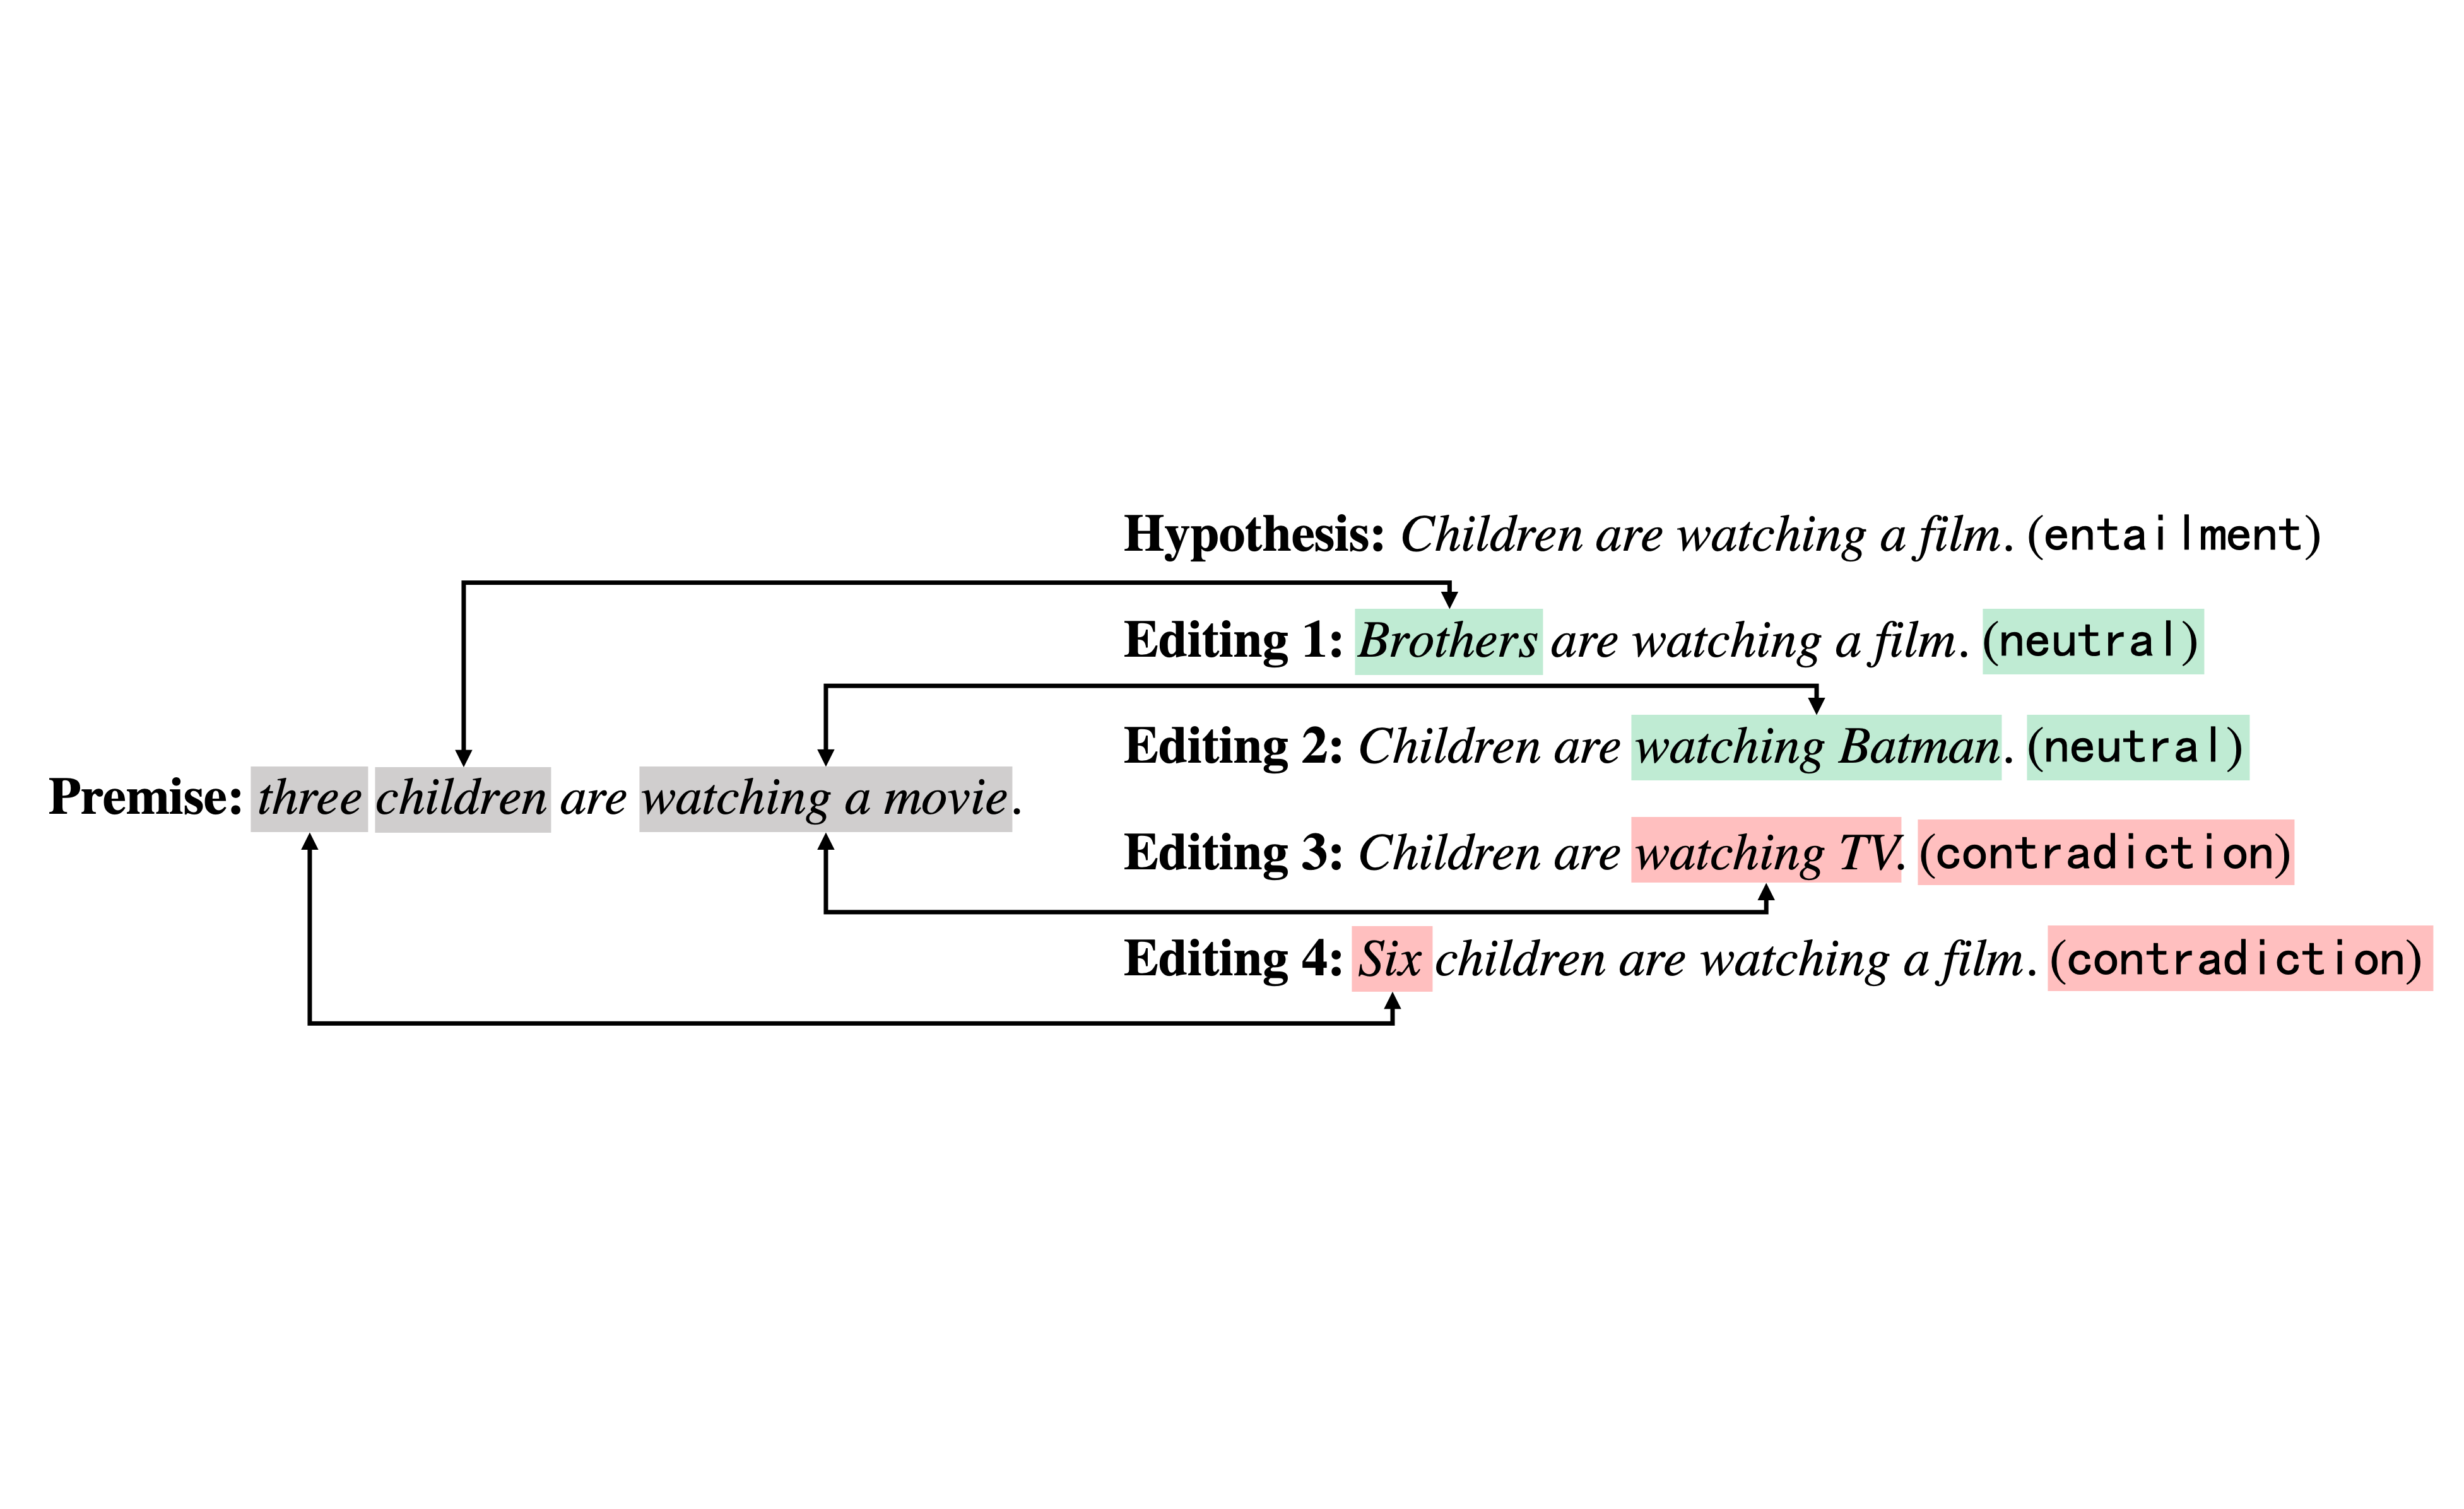 Hypothesis: Children are watching a film. (entailment)
Editing 1: Brothers are watching a film. (neutral)
Editing 2: Children are watching Batman. (neutral)
Premise: three children are watching a movie.
Editing 3: Children are watching TV. (contradiction)
Editing 4: Six children are watching a film. (contradiction)